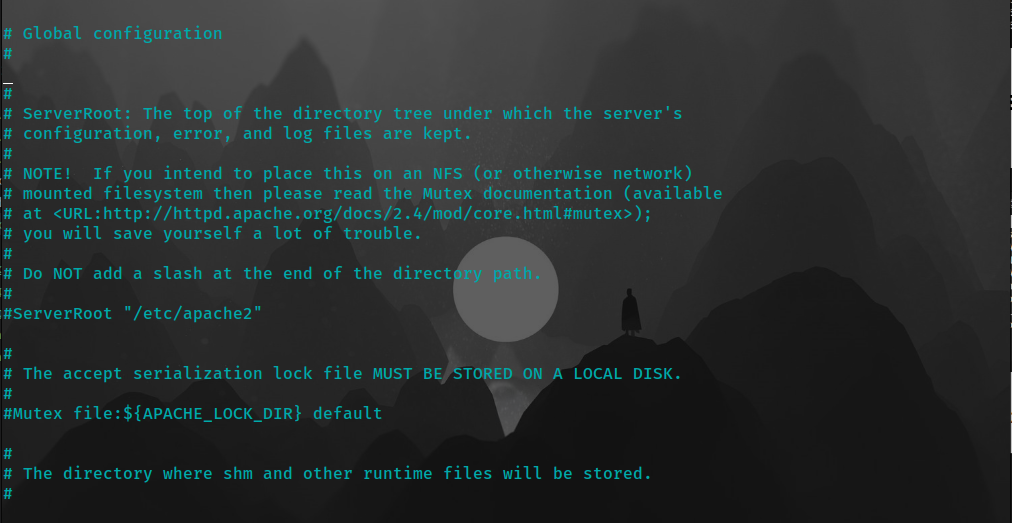 # Global configuration
#
#
# ServerRoot: The top of the directory tree under which the server's
# configuration, error, and log files are kept.
#
# NOTE!  If you intend to place this on an NFS (or otherwise network)
# mounted filesystem then please read the Mutex documentation (available
# at <URL:http://httpd.apache.org/docs/2.4/mod/core.html#mutex>);
# you will save yourself a lot of trouble.
#
# Do NOT add a slash at the end of the directory path.
#
#ServerRoot "/etc/apache2"
#
# The accept serialization lock file MUST BE STORED ON A LOCAL DISK.
#
#Mutex file:${APACHE_LOCK_DIR} default
#
# The directory where shm and other runtime files will be stored.
#